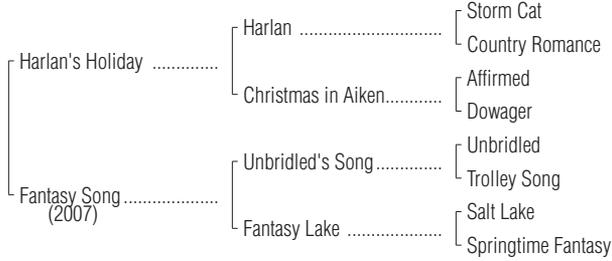 Storm Cat
Harlan ..............................
Country Romance
Harlan's Holiday ..............
Affirmed
Christmas in Aiken............
Dowager
Unbridled
Unbridled's Song..............
Trolley Song
Fantasy Song....................
(2007)
Salt Lake
Fantasy Lake ....................
Springtime Fantasy